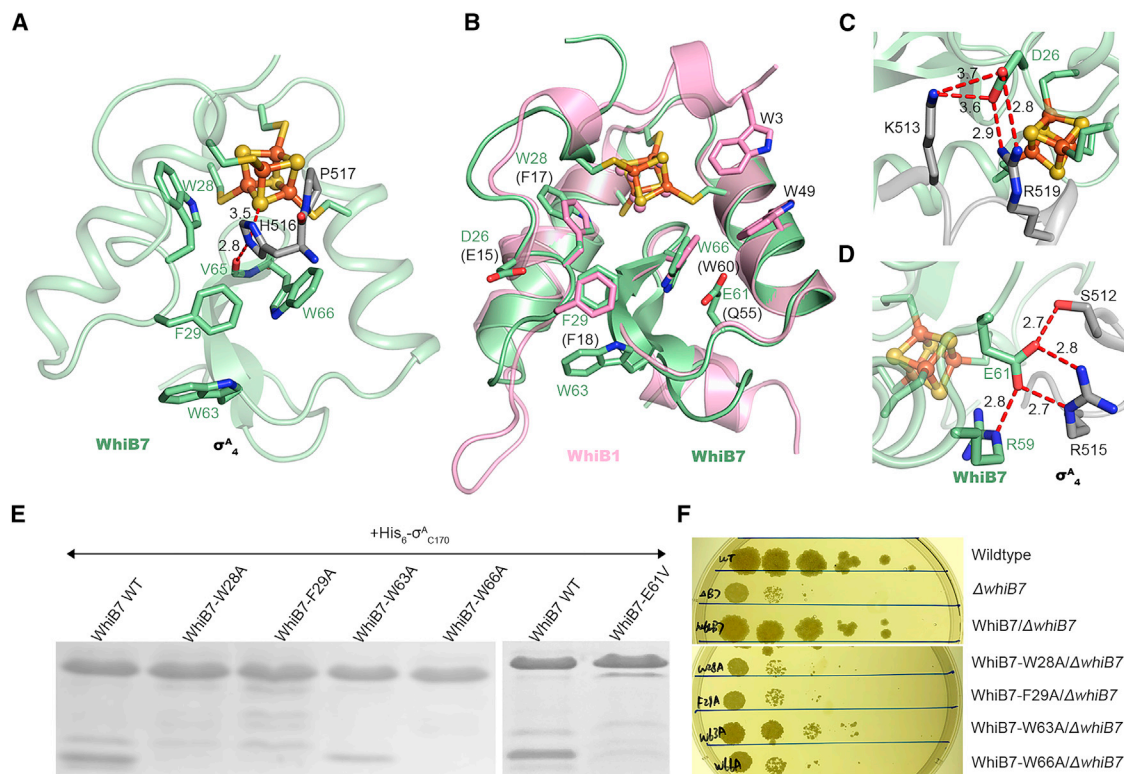 A
W28
P517
3.5
H516
2.8
V65
W66
F29
W63
WhiB7
σᴬ₄
B
W3
W28
(F17)
W49
D26
(E15)
W66
(W60)
E61
(Q55)
F29
(F18)
W63
WhiB1
WhiB7
C
D26
3.7
3.6
2.8
2.9
K513
R519
D
S512
2.7
E61
2.8
2.8
2.7
R59
R515
WhiB7
σᴬ₄
E
+His₆-σᴬC170
WhiB7 WT
WhiB7-W28A
WhiB7-F29A
WhiB7-W63A
WhiB7-W66A
WhiB7 WT
WhiB7-E61V
F
WT
Wildtype
ΔB7
ΔwhiB7
WhiB7/ΔwhiB7
W28A
WhiB7-W28A/ΔwhiB7
F29A
WhiB7-F29A/ΔwhiB7
W63A
WhiB7-W63A/ΔwhiB7
W66A
WhiB7-W66A/ΔwhiB7